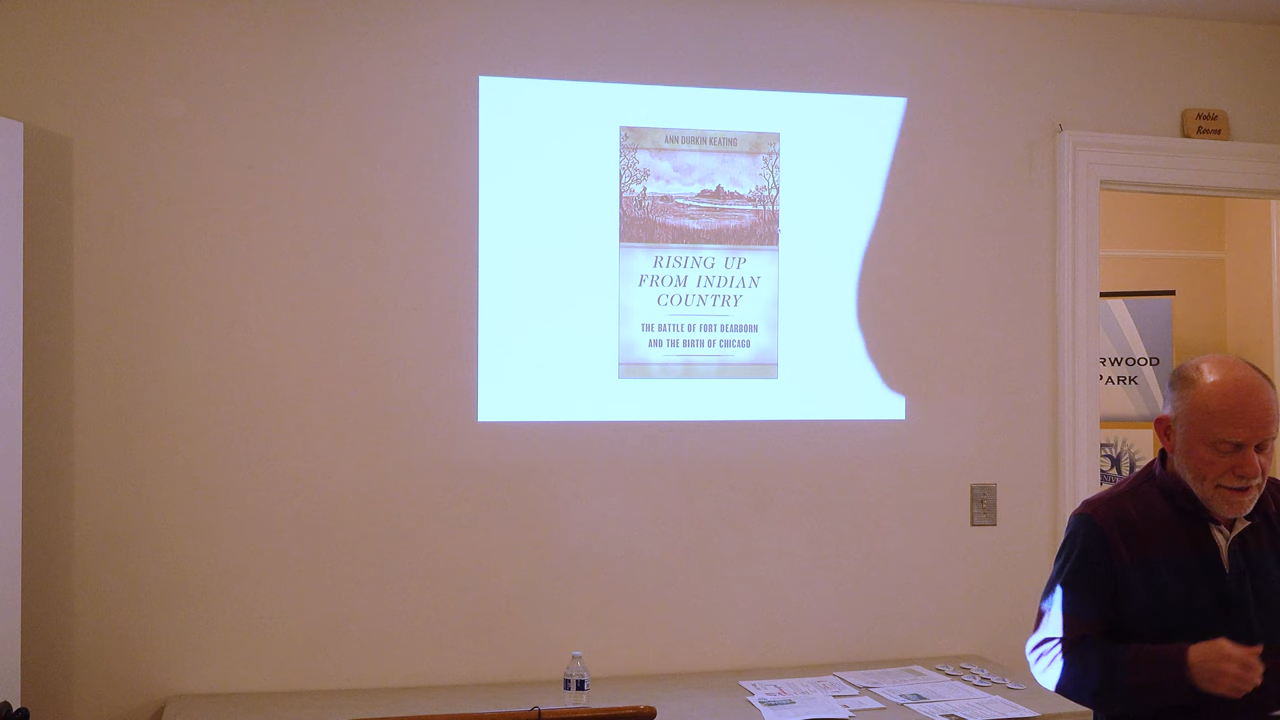 ANN DURKIN KEATING
RISING UP
FROM INDIAN
COUNTRY
THE BATTLE OF FORT DEARBORN
AND THE BIRTH OF CHICAGO
Noble
Rooms
RWOOD
PARK